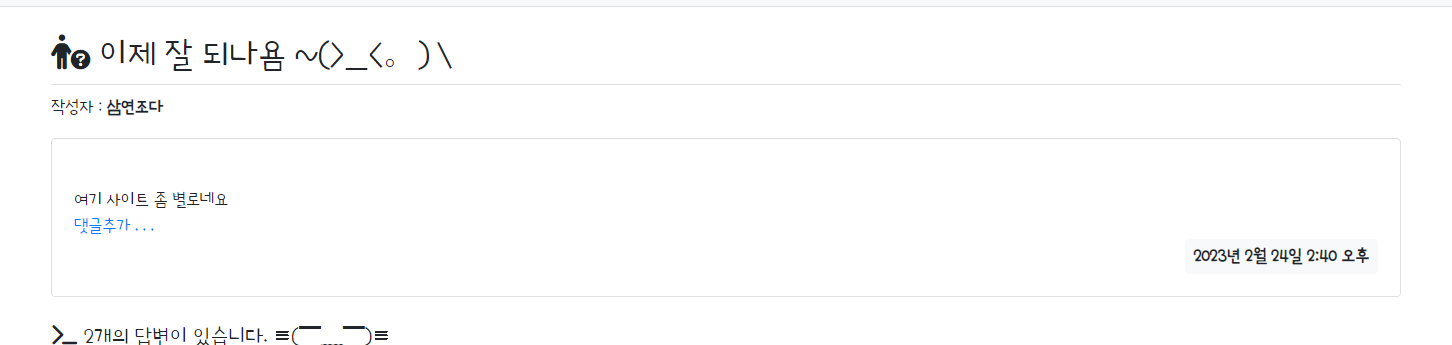 이제 잘 되나욤 ~(>_<。)\
작성자 : 삼연조다
여기 사이트 좀 별로네요
댓글추가 . . .
2023년 2월 24일 2:40 오후
>_ 2개의 답변이 있습니다. ≡(▔﹏▔)≡